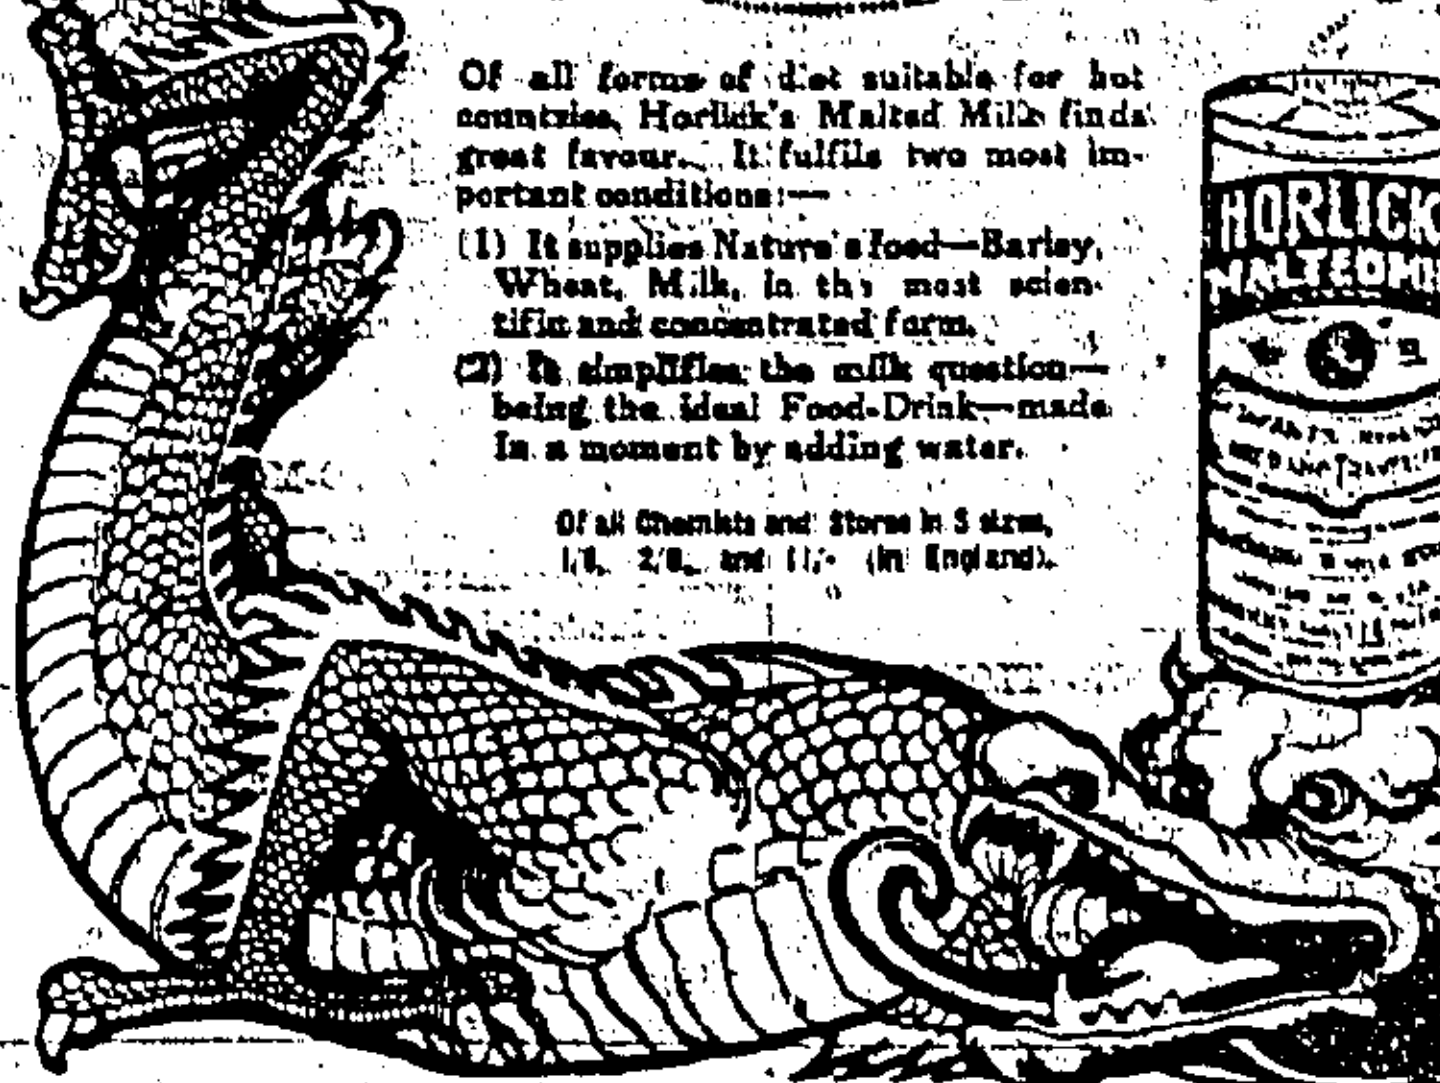 Of all forms of diet suitable for hot
countries, Horlick's Malted Milk finds
great favour. It fulfils two most im-
portant conditions:—
(1) It supplies Nature's food—Barley,
Wheat, Milk, in the most scien-
tific and concentrated form.
(2) It simplifies the milk question—
being the ideal Food-Drink—made
in a moment by adding water.
Of all Chemists and Stores in
and (in England).
HORLICK
MALTED MI